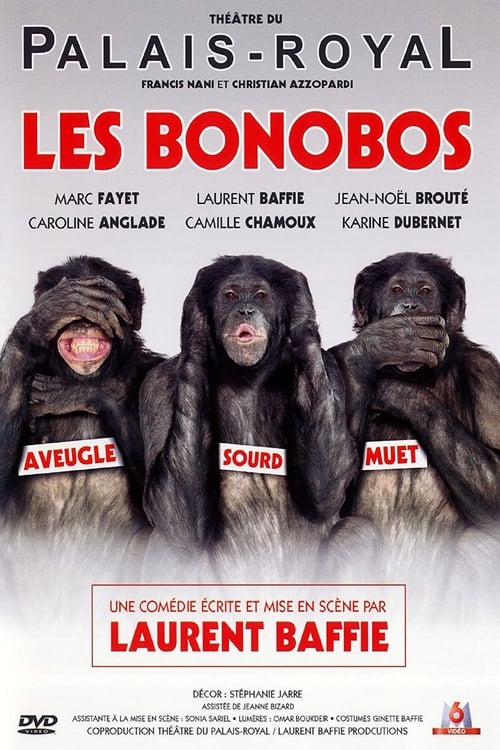 THÉÂTRE DU
PALAIS-ROYAL
FRANCIS NANI ET CHRISTIAN AZZOPARDI
LES BONOBOS
MARC FAYET LAURENT BAFFIE JEAN-NOËL BROUTÉ
CAROLINE ANGLADE CAMILLE CHAMOUX KARINE DUBERNET
AVEUGLE SOURD MUET
UNE COMÉDIE ÉCRITE ET MISE EN SCÈNE PAR
LAURENT BAFFIE
DÉCOR : STÉPHANIE JARRE
ASSISTÉE DE JEANNE BIZARD
ASSISTANTE À LA MISE EN SCÈNE : SONIA SARIEL • LUMÈRES : OMAR BOUKDEIR • COSTUMES GINETTE BAFFIE
COPRODUCTION THÉÂTRE DU PALAIS-ROYAL / LAURENT BAFFIE PRODCUTIONS
DVD
VIDEO
M6
VIDÉO